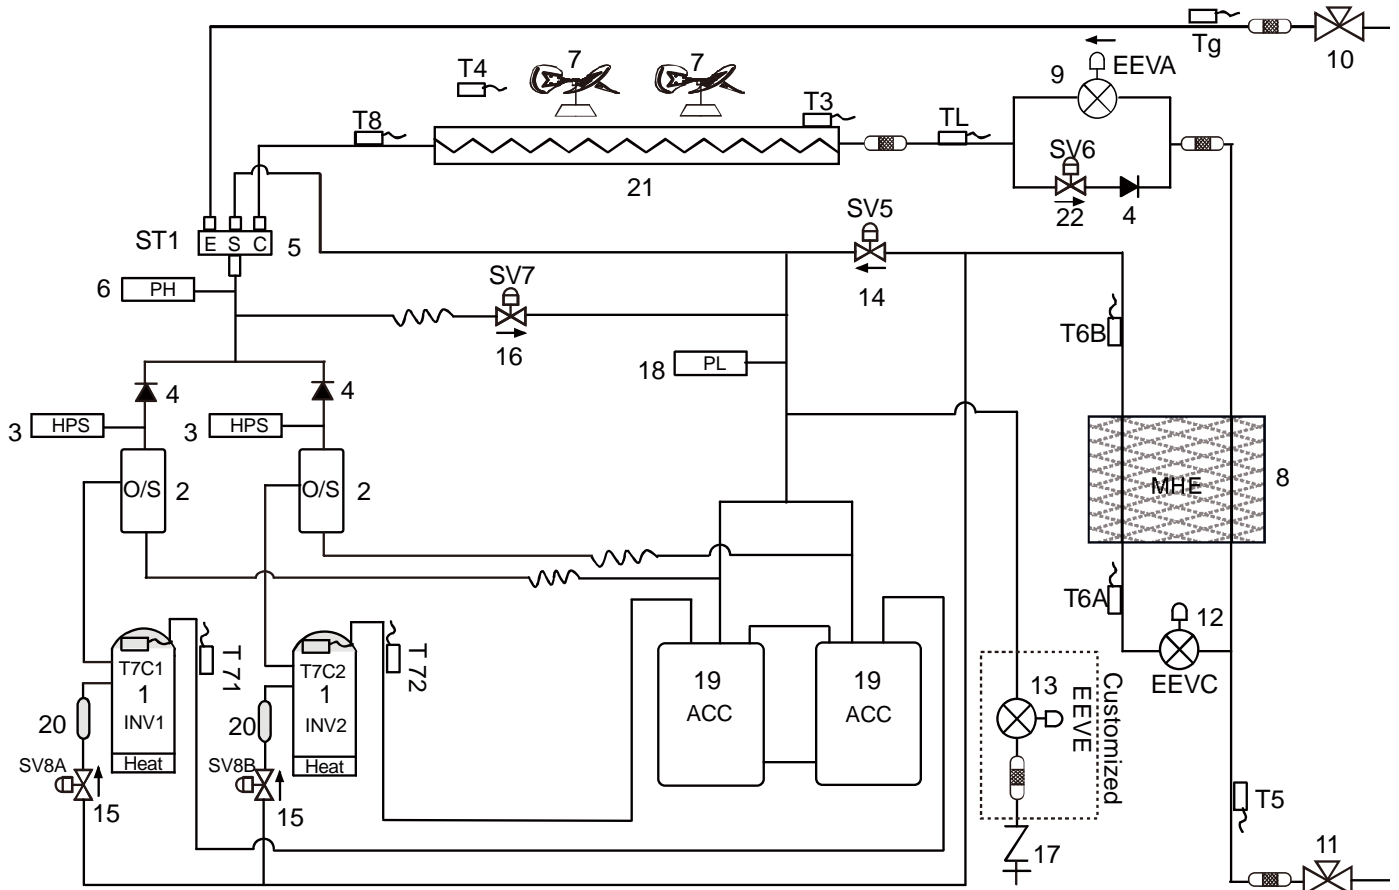 Tg
10
T4
7
7
9
EEVA
T8
T3
TL
SV6
21
22
4
ST1
E S C
5
SV5
14
6
PH
SV7
16
T6B
18
PL
4
4
3
HPS
3
HPS
O/S
2
O/S
2
MHE
8
T6A
12
EEVC
T7C1
1
INV1
Heat
T 71
T7C2
1
INV2
Heat
T 72
19
ACC
19
ACC
13
EEVE
Customized
20
20
SV8A
15
SV8B
15
17
T5
11